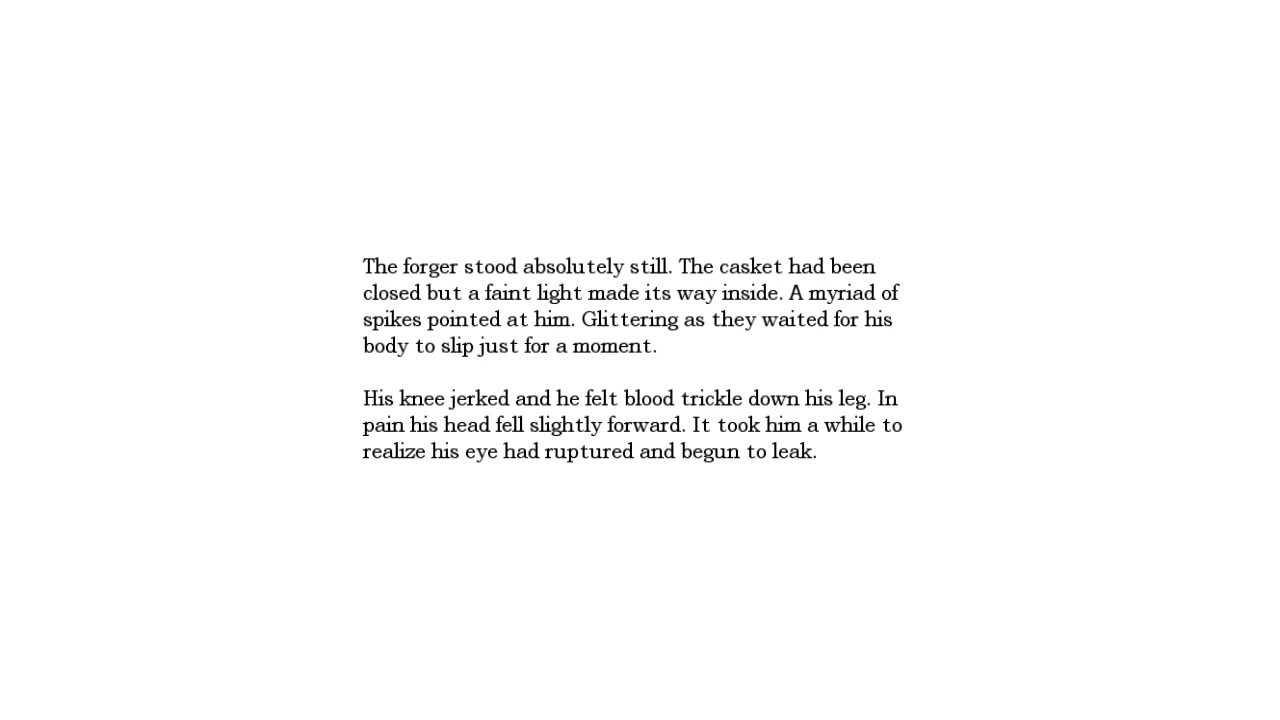 The forger stood absolutely still. The casket had been
closed but a faint light made its way inside. A myriad of
spikes pointed at him. Glittering as they waited for his
body to slip just for a moment.
His knee jerked and he felt blood trickle down his leg. In
pain his head fell slightly forward. It took him a while to
realize his eye had ruptured and begun to leak.